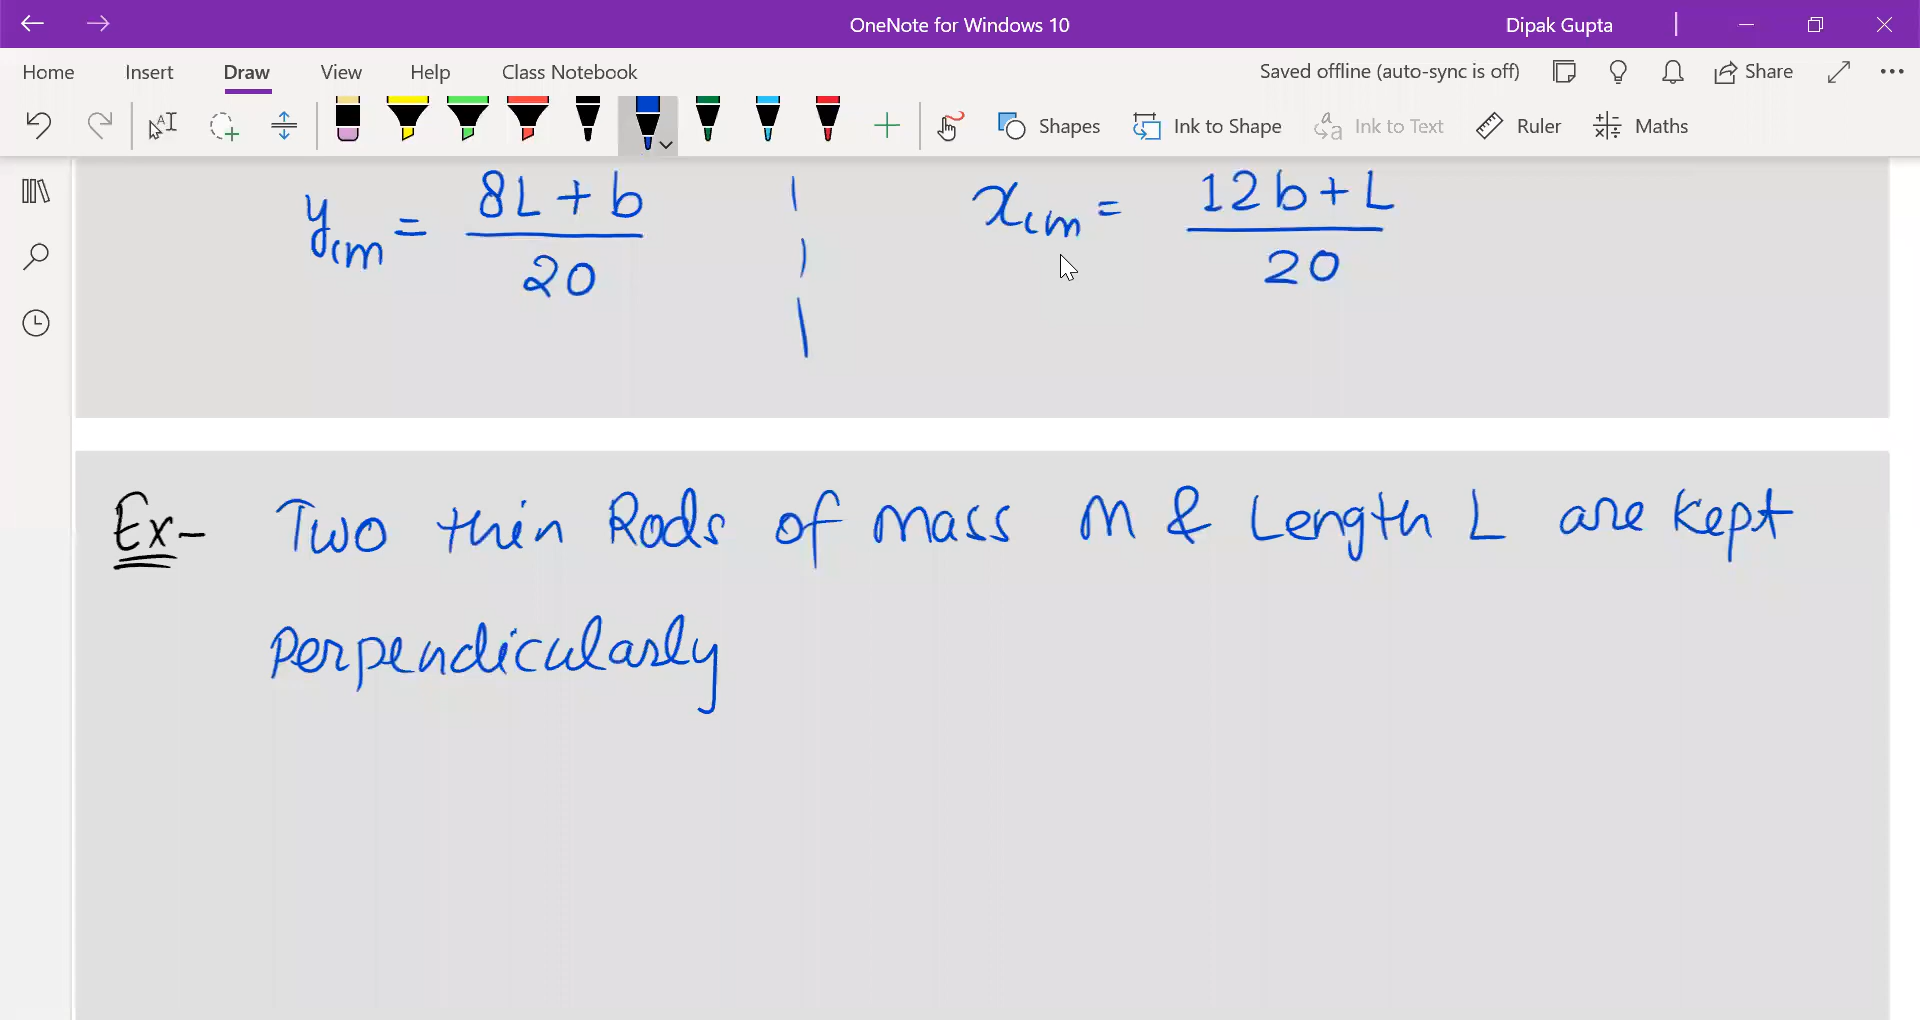 OneNote for Windows 10
Dipak Gupta
Home Insert Draw View Help Class Notebook
Saved offline (auto-sync is off) Share
Shapes Ink to Shape Ink to Text Ruler Maths
y_cm = (8L + b)/20
x_cm = (12b + L)/20
Ex- Two thin Rods of mass M & Length L are kept
perpendicularly